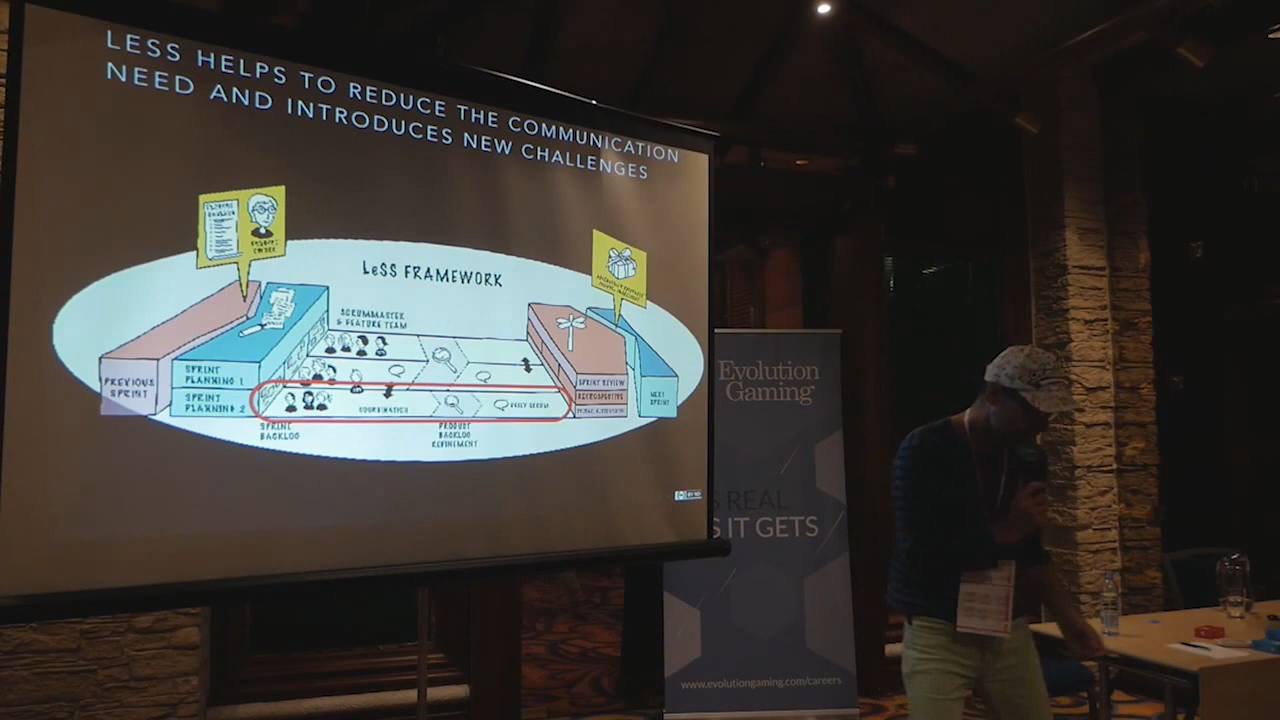 LESS HELPS TO REDUCE THE COMMUNICATION
NEED AND INTRODUCES NEW CHALLENGES
LeSS FRAMEWORK
SCRUMMASTER
& FEATURE TEAM
PREVIOUS
SPRINT
SPRINT
PLANNING 1
SPRINT
PLANNING 2
SPRINT
BACKLOG
COORDINATION
PRODUCT
BACKLOG
REFINEMENT
SPRINT REVIEW
RETROSPECTIVE
NEXT
SPRINT
Evolution
Gaming
S REAL
S IT GETS
www.evolutiongaming.com/careers